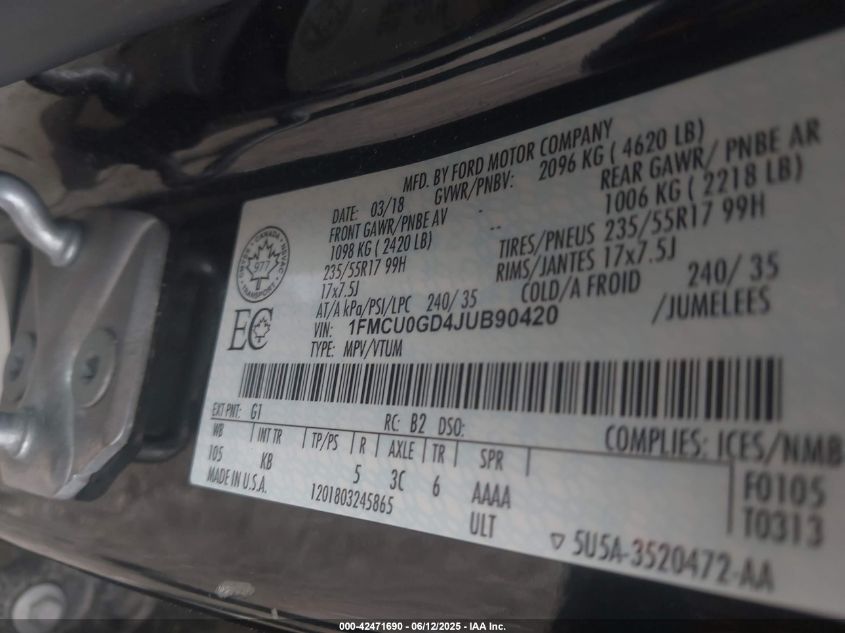 MFD. BY FORD MOTOR COMPANY
DATE: 03/18 GVWR/PNBV: 2096 KG ( 4620 LB)
FRONT GAWR/PNBE AV -- REAR GAWR/ PNBE AR
1098 KG ( 2420 LB) 1006 KG ( 2218 LB)
235/55R17 99H TIRES/PNEUS 235/55R17 99H
17x7.5J RIMS/JANTES 17x7.5J
AT/A kPa/PSI/LPC 240/ 35 COLD/A FROID 240/ 35
VIN: 1FMCU0GD4JUB90420 /JUMELEES
TYPE: MPV/VTUM
CANADA
977
TRANSPORT
EC
EXT PNT: G1 RC: B2 DSO:
WB INT TR TP/PS R AXLE TR SPR COMPLIES: ICES/NMB
105 KB 5 3C 6 AAAA F0105
MADE IN U.S.A. 1201803245865 ULT T0313
5U5A-3520472-AA
000-42471690 - 06/12/2025 - IAA Inc.